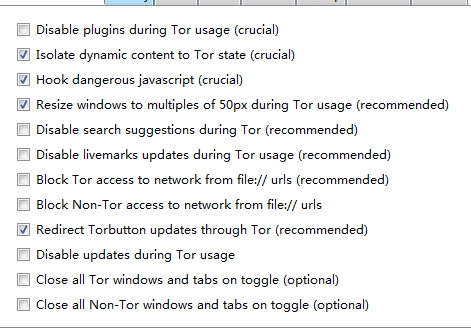 Disable plugins during Tor usage (crucial)
Isolate dynamic content to Tor state (crucial)
Hook dangerous javascript (crucial)
Resize windows to multiples of 50px during Tor usage (recommended)
Disable search suggestions during Tor (recommended)
Disable livemarks updates during Tor usage (recommended)
Block Tor access to network from file:// urls (recommended)
Block Non-Tor access to network from file:// urls
Redirect Torbutton updates through Tor (recommended)
Disable updates during Tor usage
Close all Tor windows and tabs on toggle (optional)
Close all Non-Tor windows and tabs on toggle (optional)